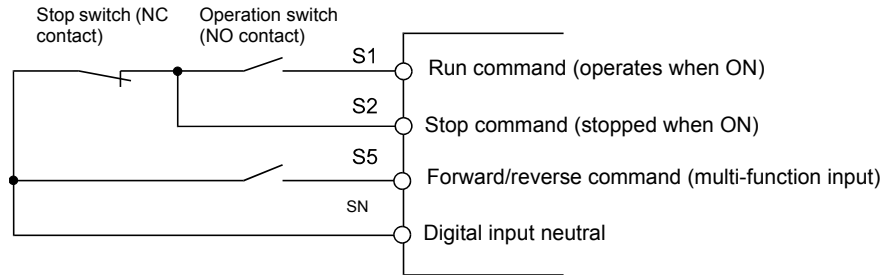 Stop switch (NC
contact)
Operation switch
(NO contact)
S1
Run command (operates when ON)
S2
Stop command (stopped when ON)
S5
Forward/reverse command (multi-function input)
SN
Digital input neutral